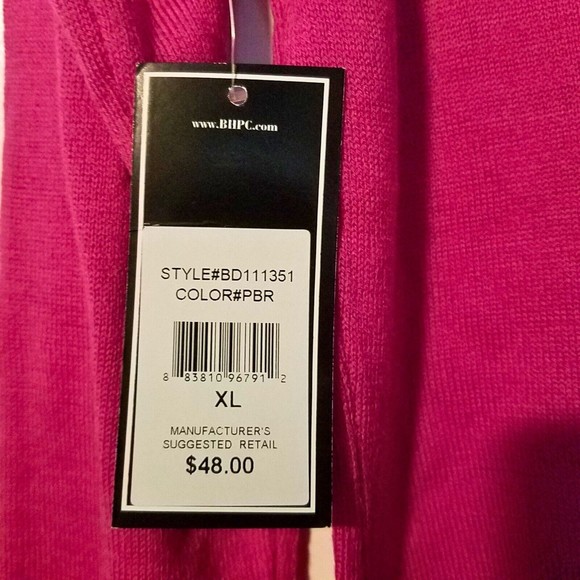 www.BHPC.com
STYLE#BD111351
COLOR#PBR
8 83810 96791 2
XL
MANUFACTURER'S
SUGGESTED RETAIL
$48.00